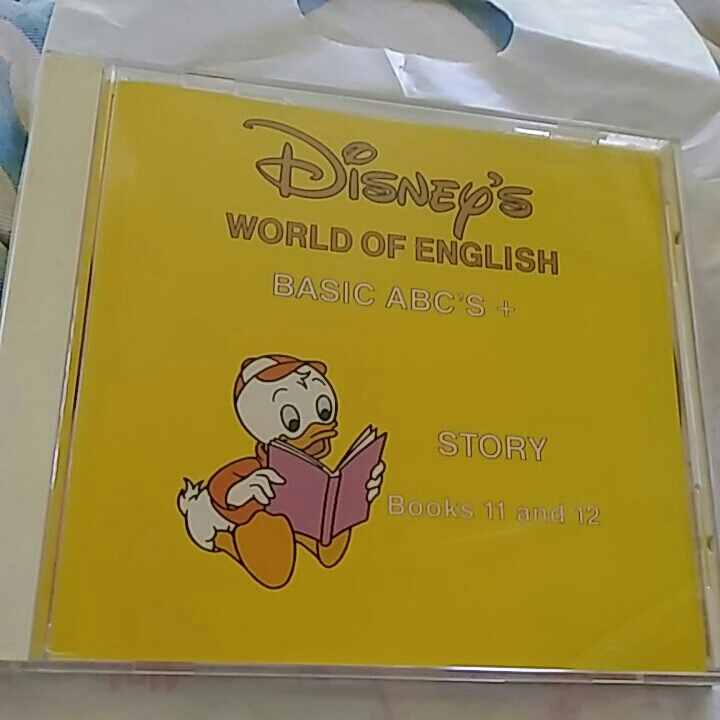 Disney's
WORLD OF ENGLISH
BASIC ABC'S +
STORY
Books 11 and 12